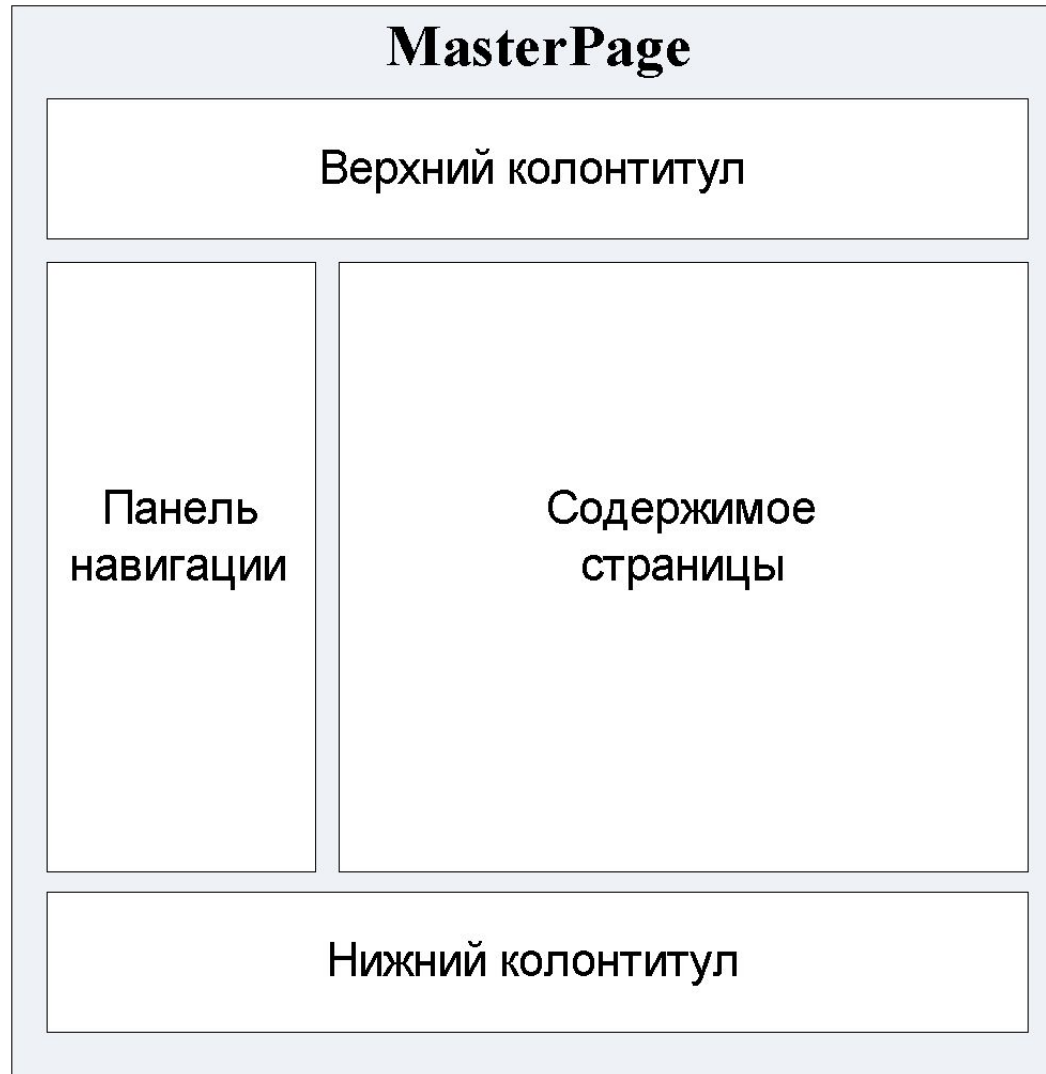 MasterPage
Верхний колонтитул
Панель
навигации
Содержимое
страницы
Нижний колонтитул